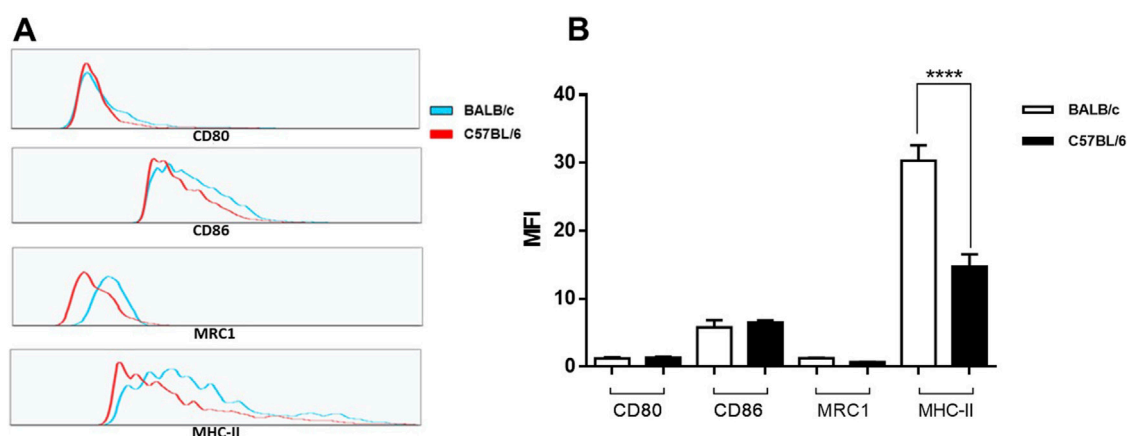 A
CD80
CD86
MRC1
MHC-II
BALB/c
C57BL/6
B
MFI
40
30
20
10
0
****
CD80
CD86
MRC1
MHC-II
BALB/c
C57BL/6